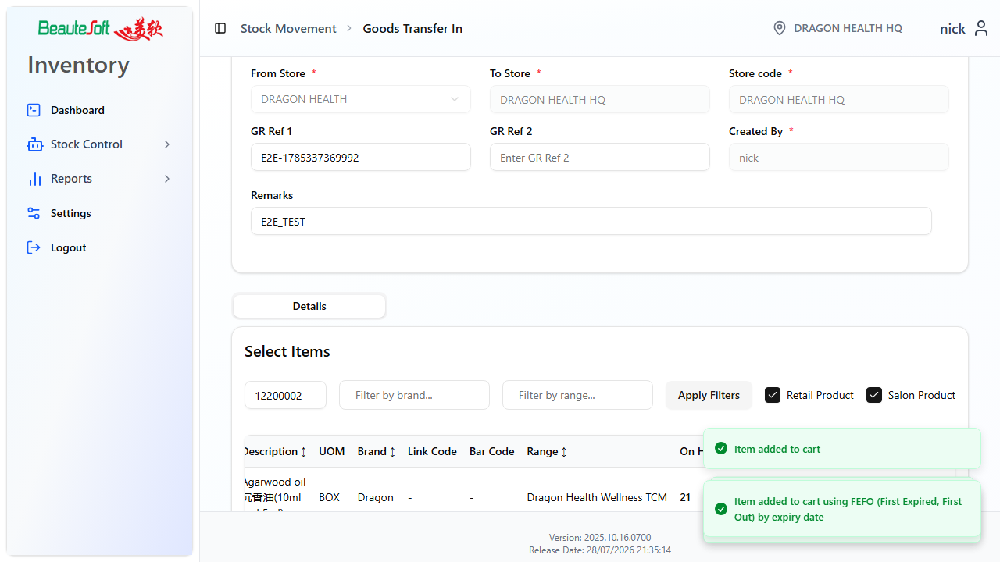 BeauteSoft 美软
Inventory
Dashboard
Stock Control
Reports
Settings
Logout
Stock Movement > Goods Transfer In
DRAGON HEALTH HQ
nick
From Store *
To Store *
Store code *
DRAGON HEALTH
DRAGON HEALTH HQ
DRAGON HEALTH HQ
GR Ref 1
GR Ref 2
Created By *
E2E-1785337369992
Enter GR Ref 2
nick
Remarks
E2E_TEST
Details
Select Items
12200002
Filter by brand...
Filter by range...
Apply Filters
Retail Product
Salon Product
Description
UOM
Brand
Link Code
Bar Code
Range
On H
Agarwood oil
沉香油(10ml
BOX
Dragon
-
-
Dragon Health Wellness TCM
21
Item added to cart
Item added to cart using FEFO (First Expired, First
Out) by expiry date
Version: 2025.10.16.0700
Release Date: 28/07/2026 21:35:14